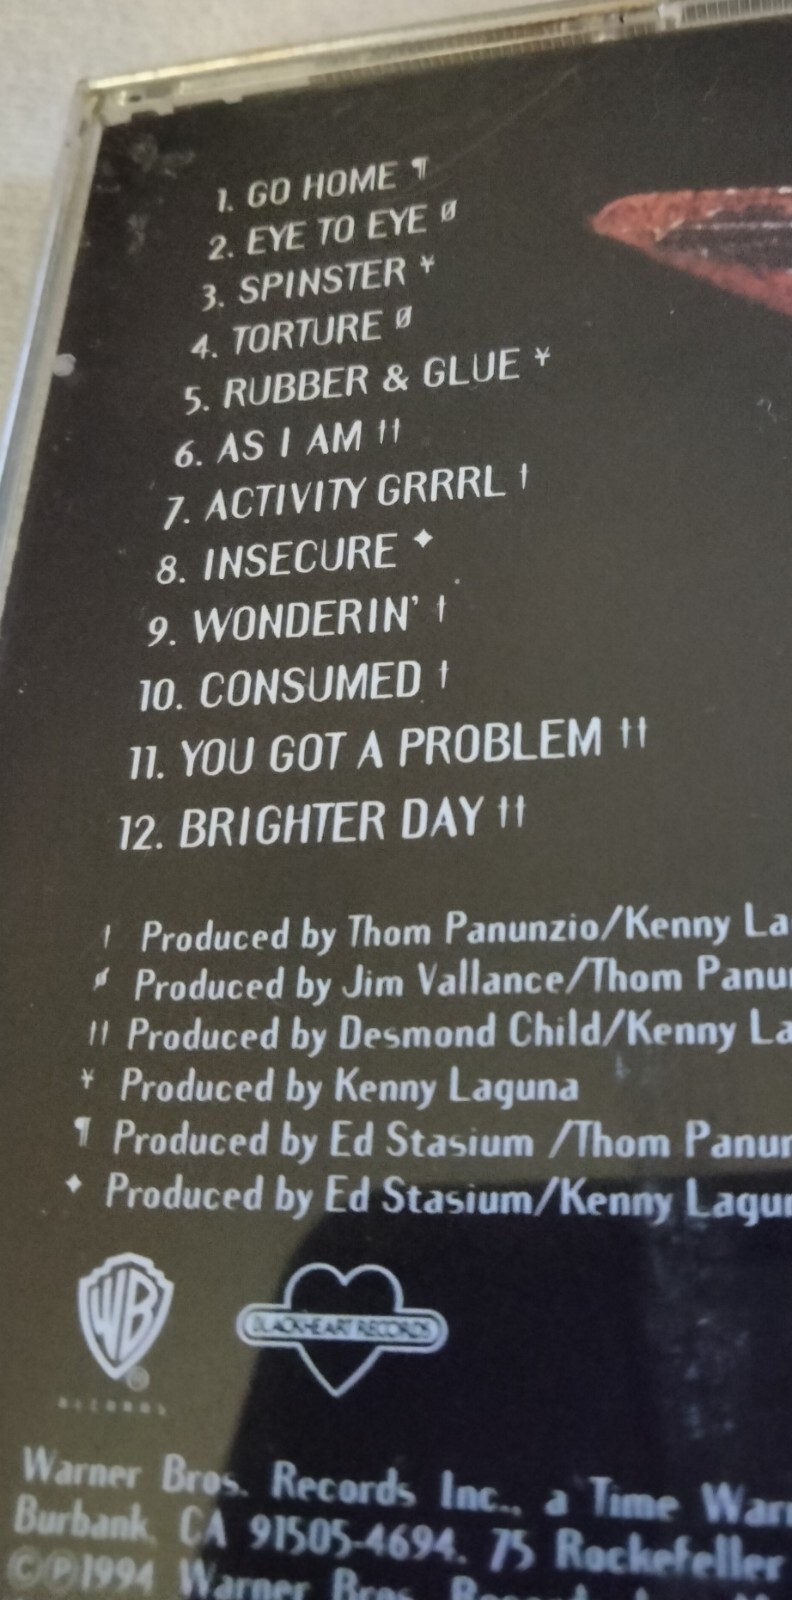 1. GO HOME ¶
2. EYE TO EYE Ø
3. SPINSTER ¥
4. TORTURE Ø
5. RUBBER & GLUE ¥
6. AS I AM ††
7. ACTIVITY GRRRL †
8. INSECURE ✦
9. WONDERIN' †
10. CONSUMED †
11. YOU GOT A PROBLEM ††
12. BRIGHTER DAY ††
† Produced by Thom Panunzio/Kenny La
Ø Produced by Jim Vallance/Thom Panu
†† Produced by Desmond Child/Kenny La
¥ Produced by Kenny Laguna
¶ Produced by Ed Stasium /Thom Panun
✦ Produced by Ed Stasium/Kenny Lagun
WB ®
BLACKHEART RECORDS
RECORDS
Warner Bros. Records Inc., a Time Warn
Burbank, CA 91505-4694. 75 Rockefeller
©℗1994 Warner Bros. Record